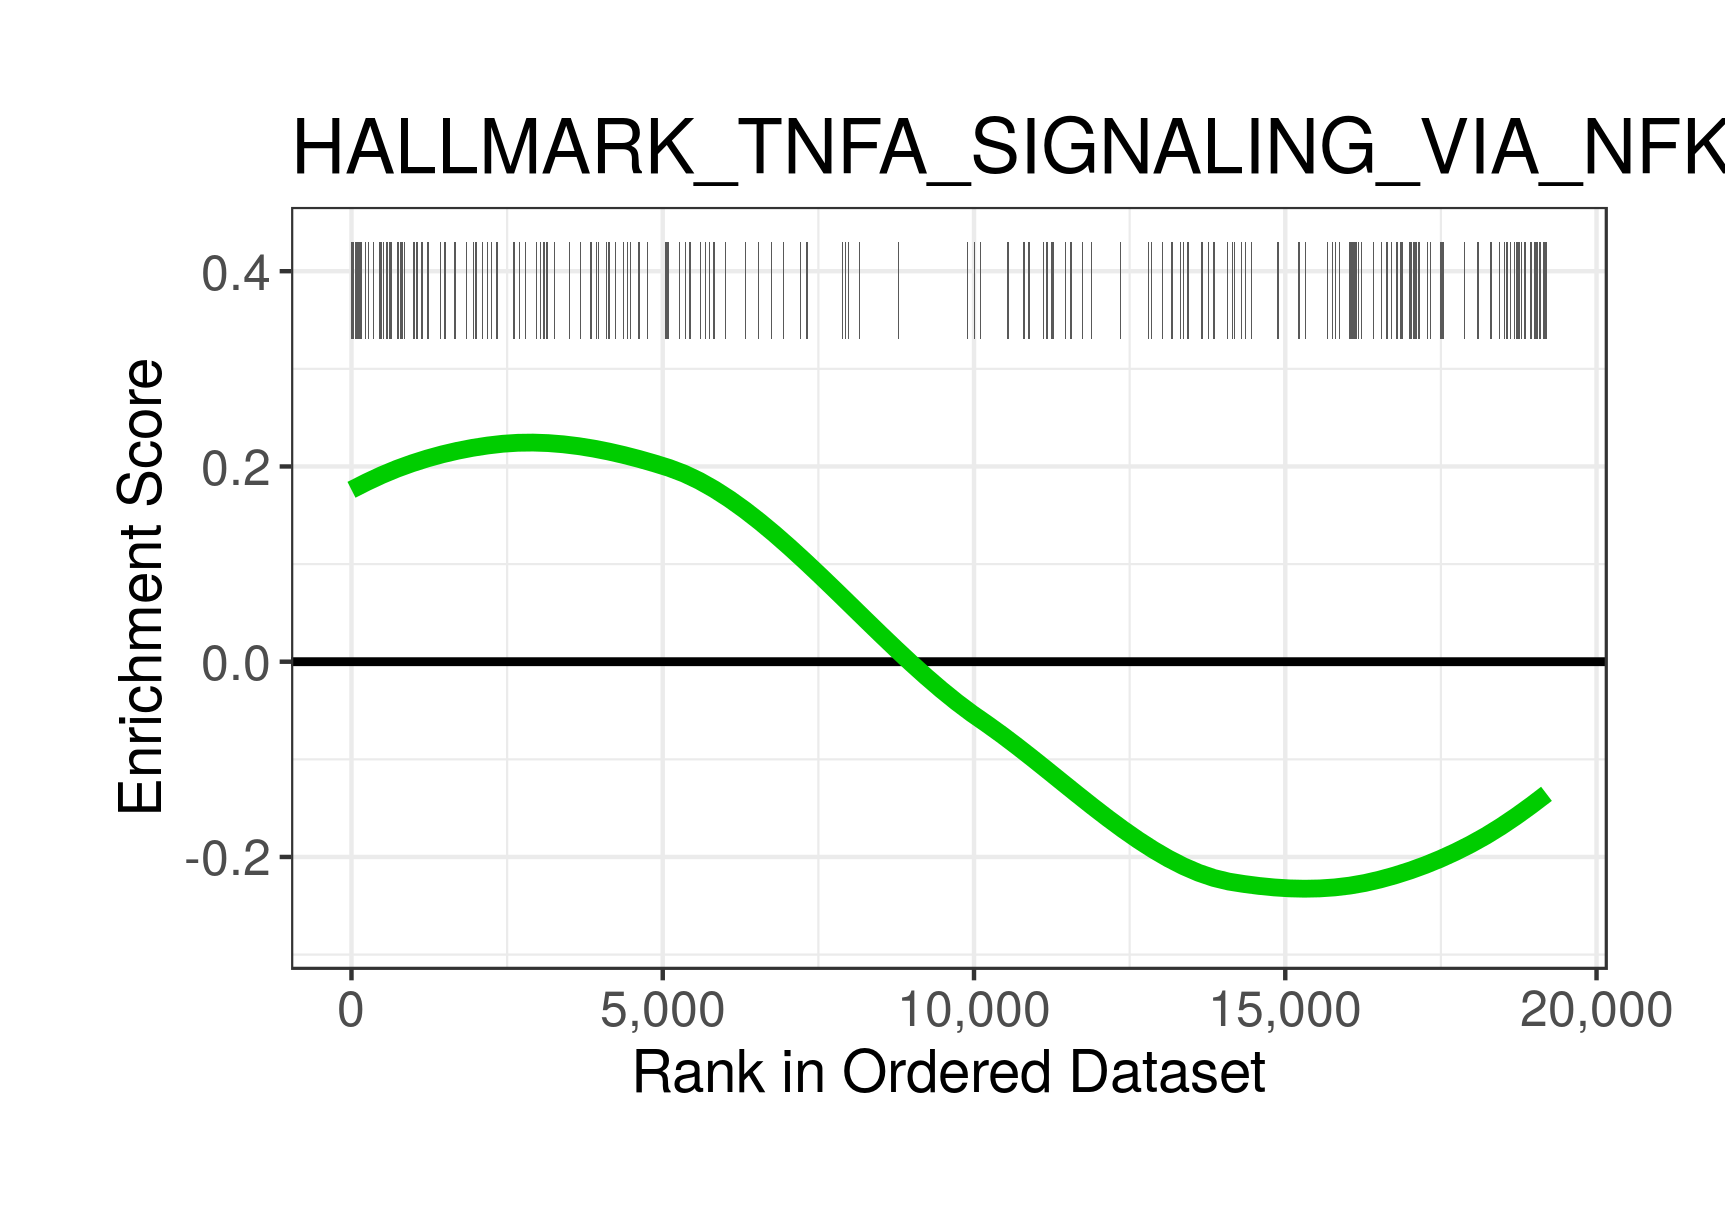 HALLMARK_TNFA_SIGNALING_VIA_NFK
0.4
0.2
0.0
-0.2
Enrichment Score
0 5,000 10,000 15,000 20,000
Rank in Ordered Dataset